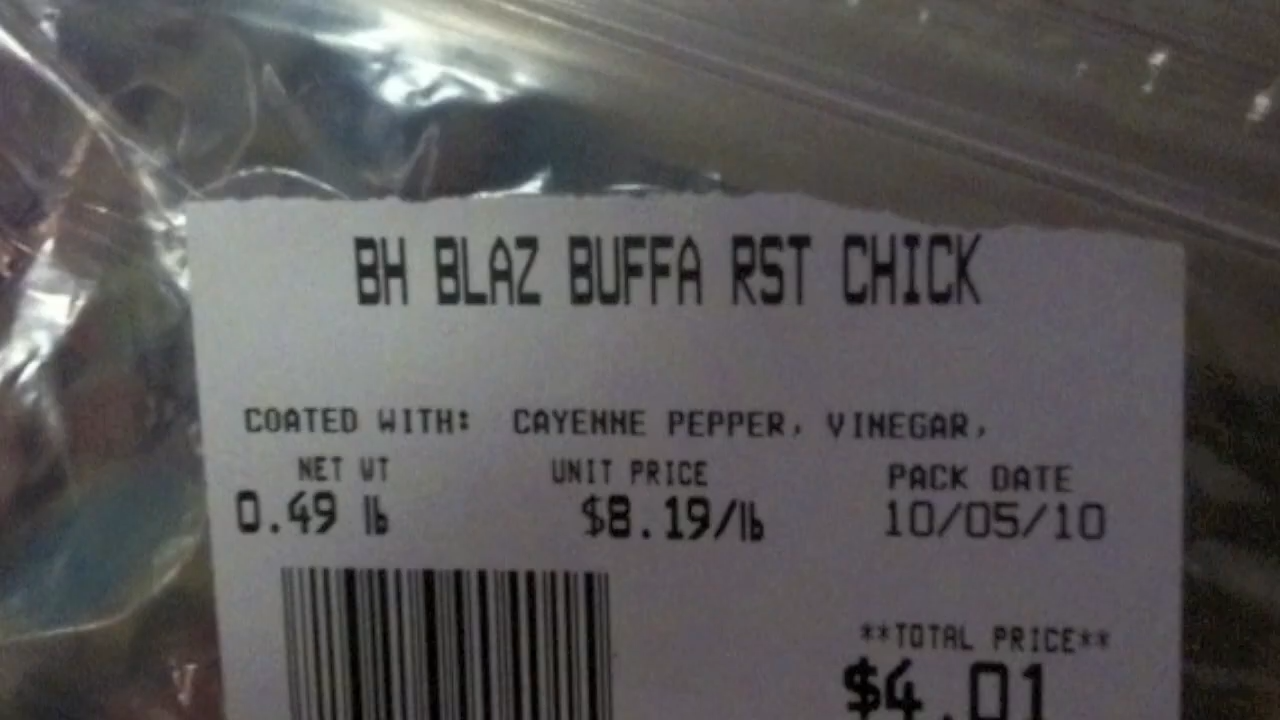 BH BLAZ BUFFA RST CHICK
COATED WITH: CAYENNE PEPPER, VINEGAR,
NET WT UNIT PRICE PACK DATE
0.49 lb $8.19/lb 10/05/10
**TOTAL PRICE**
$4.01